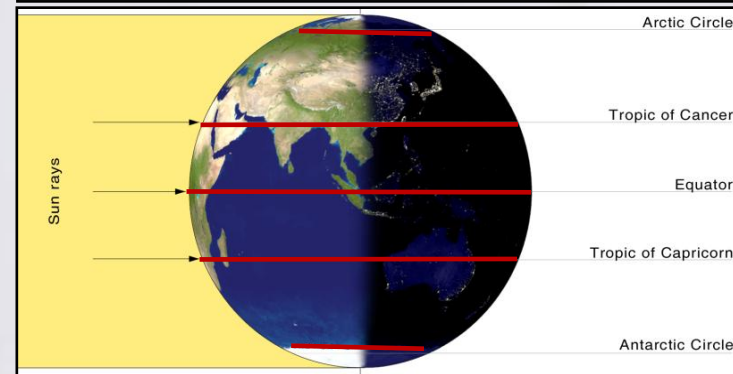 Arctic Circle
Tropic of Cancer
Sun rays
Equator
Tropic of Capricorn
Antarctic Circle